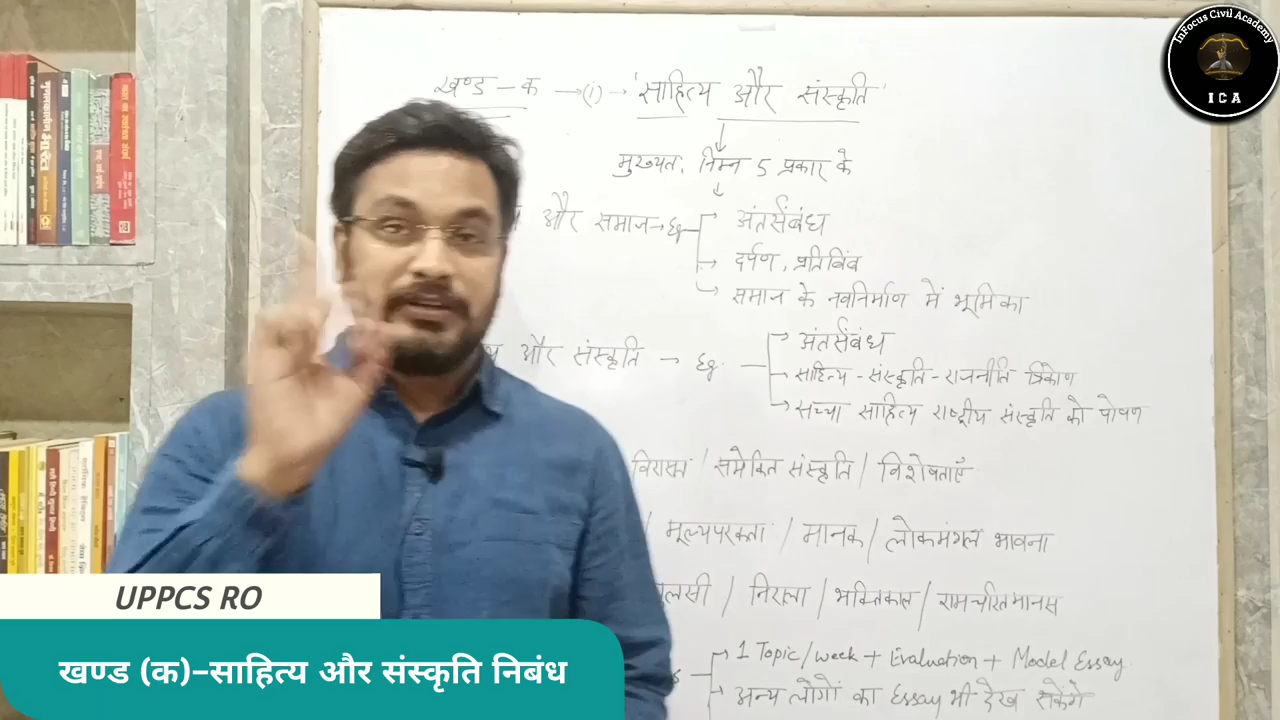 InFocus Civil Academy
ICA
खण्ड - क → (i) → 'साहित्य और संस्कृति'
मुख्यत: निम्न 5 प्रकार के
और समाज → eg
अंतर्संबंध
दर्पण, प्रतिबिंब
समाज के नवनिर्माण में भूमिका
और संस्कृति → eg.
अंतर्संबंध
साहित्य - संस्कृति - राजनीति त्रिकोण
सच्चा साहित्य राष्ट्रीय संस्कृति को पोषण
विरासत / समेकित संस्कृति / विशेषताएँ
/ मूल्यपरकता / मानक / लोकमंगल भावना
/ निराला / भक्तिकाल / रामचरितमानस
1 Topic/week + Evaluation + Model Essay
अन्य लोगों का Essay भी देख सकेंगे
UPPCS RO
खण्ड (क)-साहित्य और संस्कृति निबंध